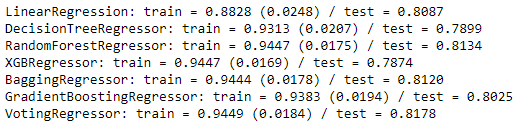 LinearRegression: train = 0.8828 (0.0248) / test = 0.8087
DecisionTreeRegressor: train = 0.9313 (0.0207) / test = 0.7899
RandomForestRegressor: train = 0.9447 (0.0175) / test = 0.8134
XGBRegressor: train = 0.9447 (0.0169) / test = 0.7874
BaggingRegressor: train = 0.9444 (0.0178) / test = 0.8120
GradientBoostingRegressor: train = 0.9383 (0.0194) / test = 0.8025
VotingRegressor: train = 0.9449 (0.0184) / test = 0.8178